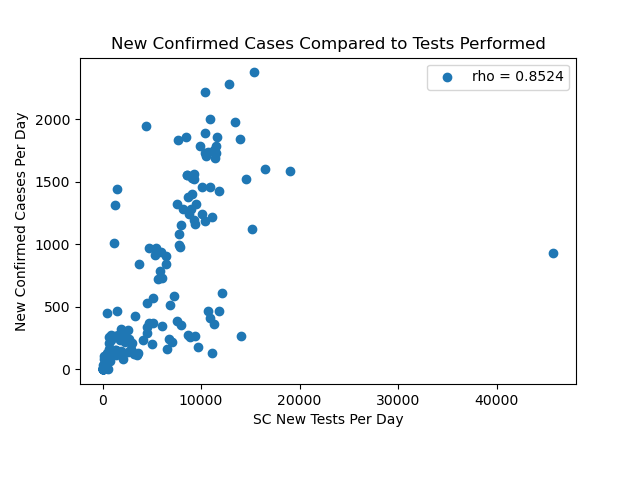 New Confirmed Cases Compared to Tests Performed
rho = 0.8524
New Confirmed Caeses Per Day
2000
1500
1000
500
0
0 10000 20000 30000 40000
SC New Tests Per Day